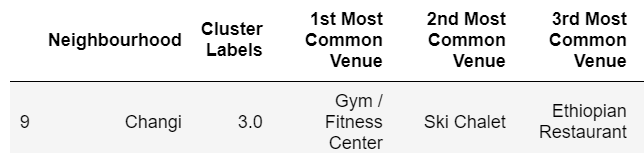 Neighbourhood Cluster Labels 1st Most Common Venue 2nd Most Common Venue 3rd Most Common Venue
9 Changi 3.0 Gym / Fitness Center Ski Chalet Ethiopian Restaurant